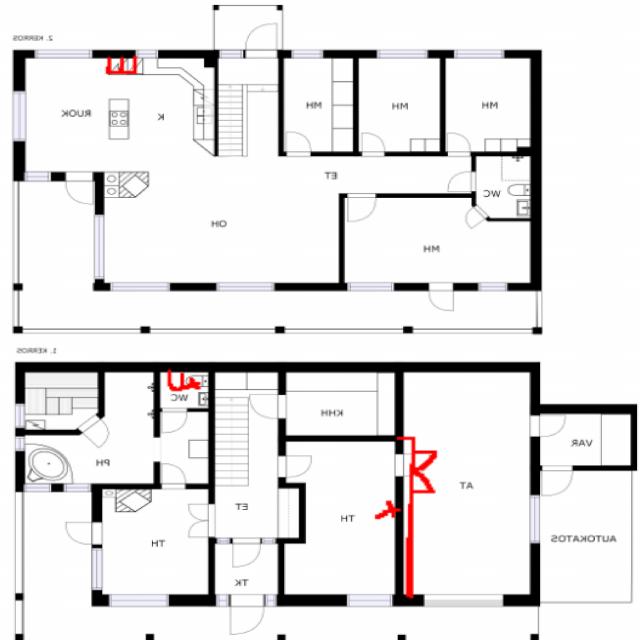 2. KERROS
RUOK
K
MH
MH
MH
ET
WC
OH
MH
1. KERROS
WC
KHH
AT
VAR
PH
TH
ET
TH
AUTOKATOS
TK